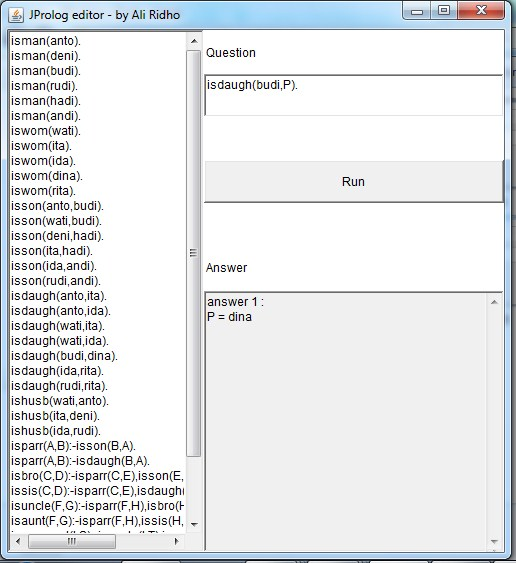 JProlog editor - by Ali Ridho
isman(anto).
isman(deni).
isman(budi).
isman(rudi).
isman(hadi).
isman(andi).
iswom(wati).
iswom(ita).
iswom(ida).
iswom(dina).
iswom(rita).
isson(anto,budi).
isson(wati,budi).
isson(deni,hadi).
isson(ita,hadi).
isson(ida,andi).
isson(rudi,andi).
isdaugh(anto,ita).
isdaugh(anto,ida).
isdaugh(wati,ita).
isdaugh(wati,ida).
isdaugh(budi,dina).
isdaugh(ida,rita).
isdaugh(rudi,rita).
ishusb(wati,anto).
ishusb(ita,deni).
ishusb(ida,rudi).
isparr(A,B):-isson(B,A).
isparr(A,B):-isdaugh(B,A).
isbro(C,D):-isparr(C,E),isson(E,
issis(C,D):-isparr(C,E),isdaugh(
isuncle(F,G):-isparr(F,H),isbro(H
isaunt(F,G):-isparr(F,H),issis(H,
Question
isdaugh(budi,P).
Run
Answer
answer 1 :
P = dina